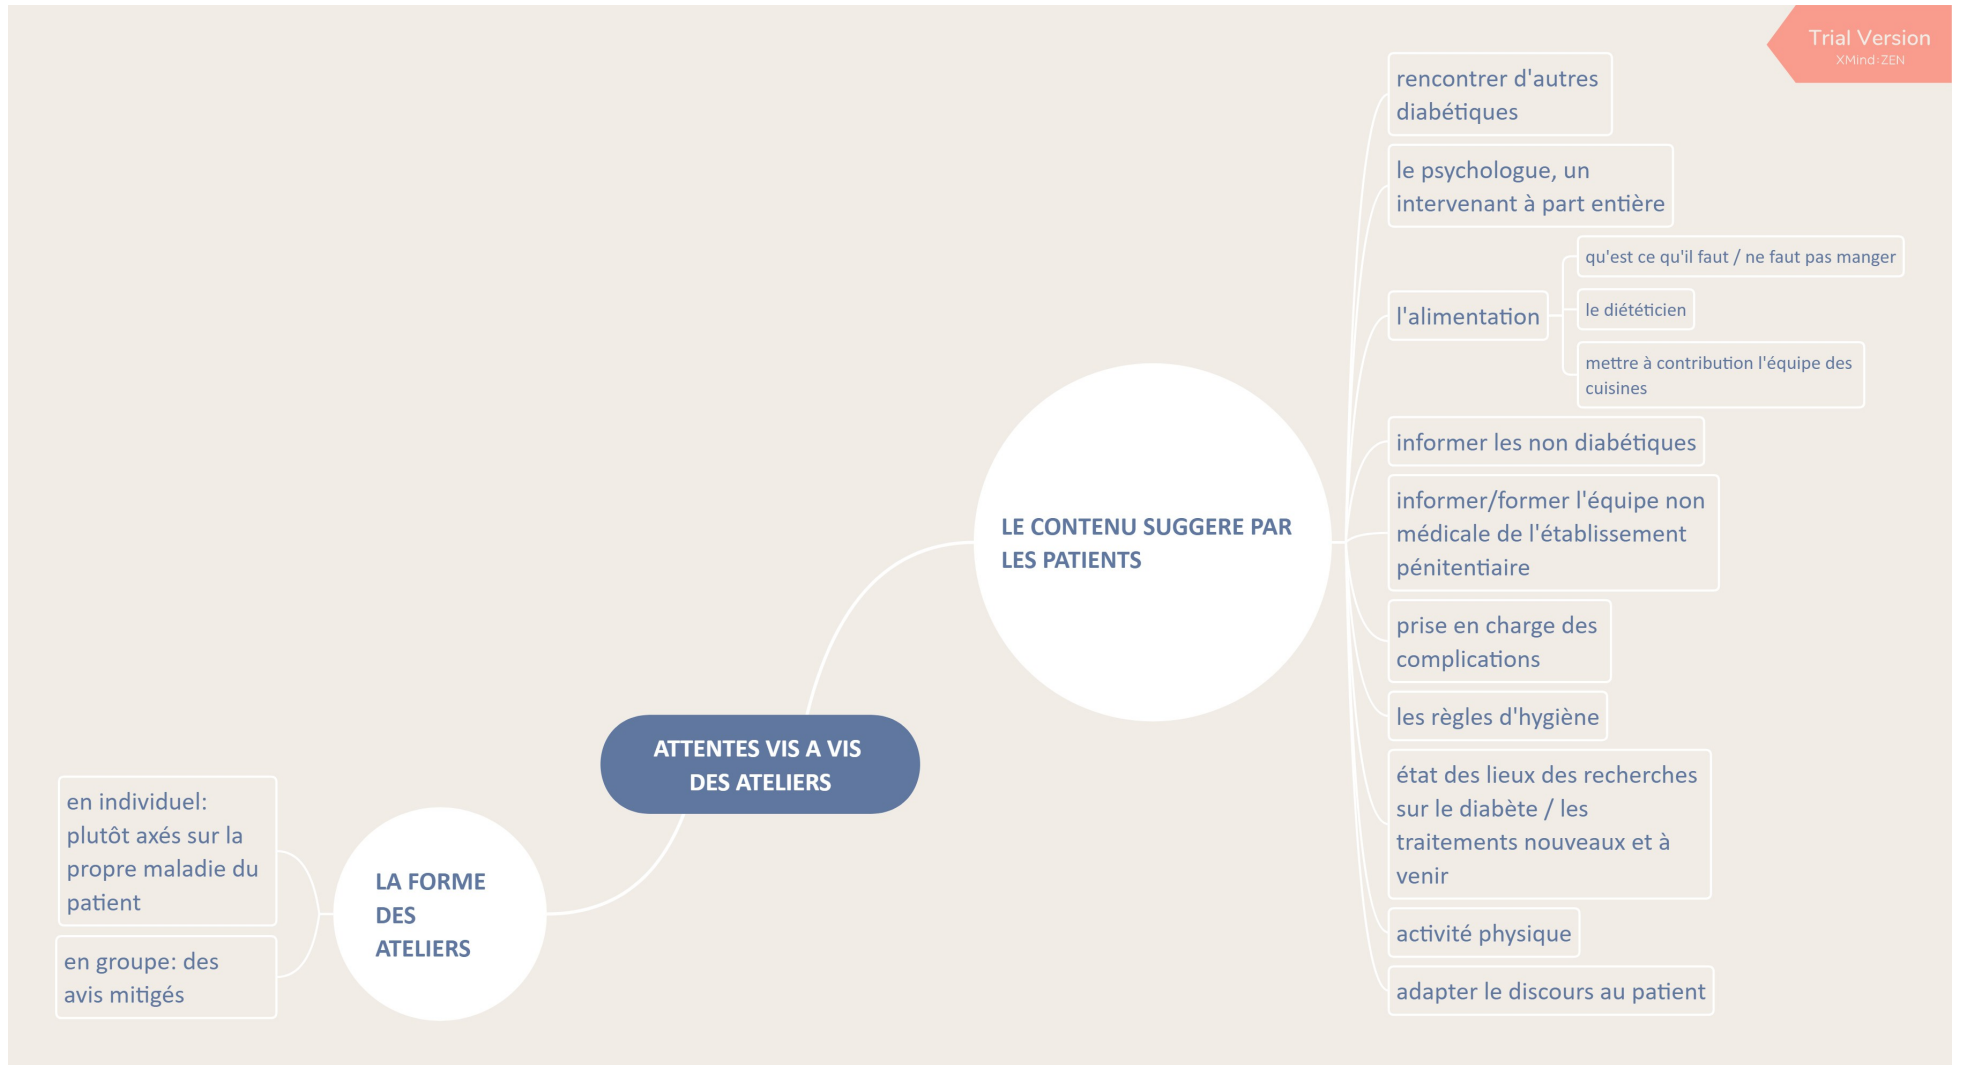 Trial Version
XMind:ZEN
rencontrer d'autres
diabétiques
le psychologue, un
intervenant à part entière
l'alimentation
qu'est ce qu'il faut / ne faut pas manger
le diététicien
mettre à contribution l'équipe des
cuisines
informer les non diabétiques
informer/former l'équipe non
médicale de l'établissement
pénitentiaire
prise en charge des
complications
les règles d'hygiène
état des lieux des recherches
sur le diabète / les
traitements nouveaux et à
venir
activité physique
adapter le discours au patient
LE CONTENU SUGGERE PAR
LES PATIENTS
ATTENTES VIS A VIS
DES ATELIERS
LA FORME
DES
ATELIERS
en individuel:
plutôt axés sur la
propre maladie du
patient
en groupe: des
avis mitigés